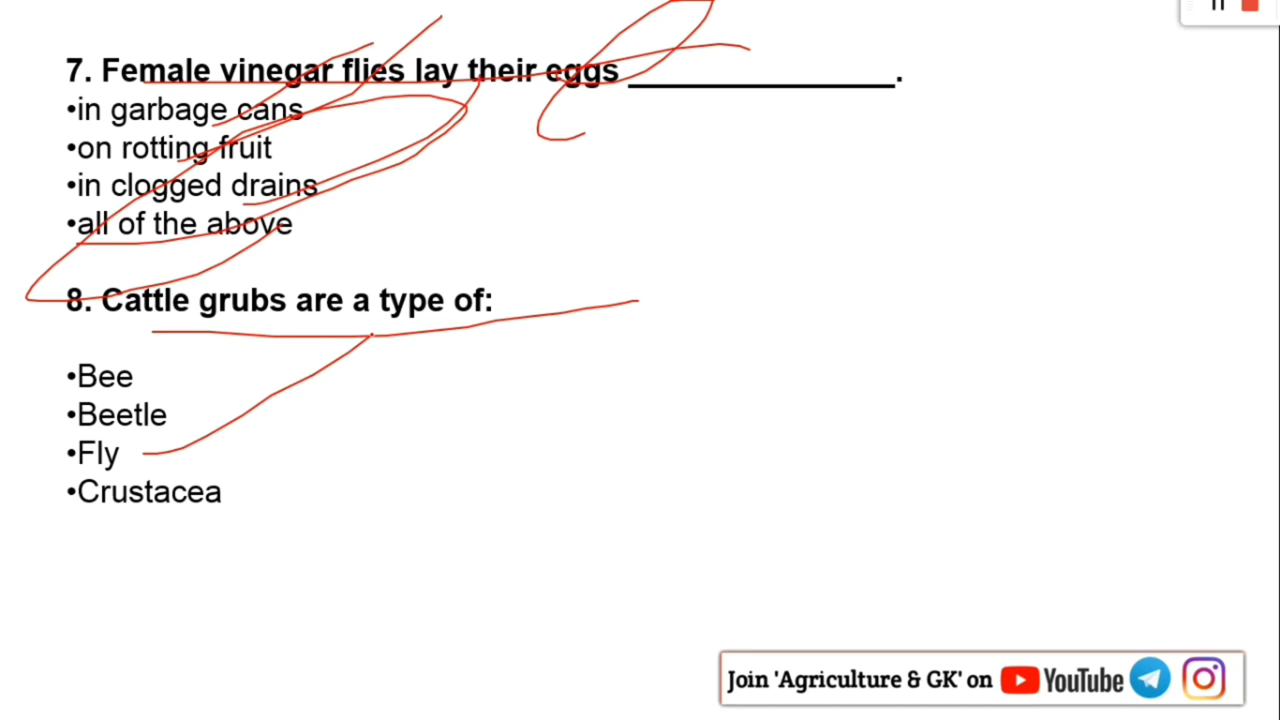 7. Female vinegar flies lay their eggs _______________.
•in garbage cans
•on rotting fruit
•in clogged drains
•all of the above
8. Cattle grubs are a type of:
•Bee
•Beetle
•Fly
•Crustacea
Join 'Agriculture & GK' on YouTube